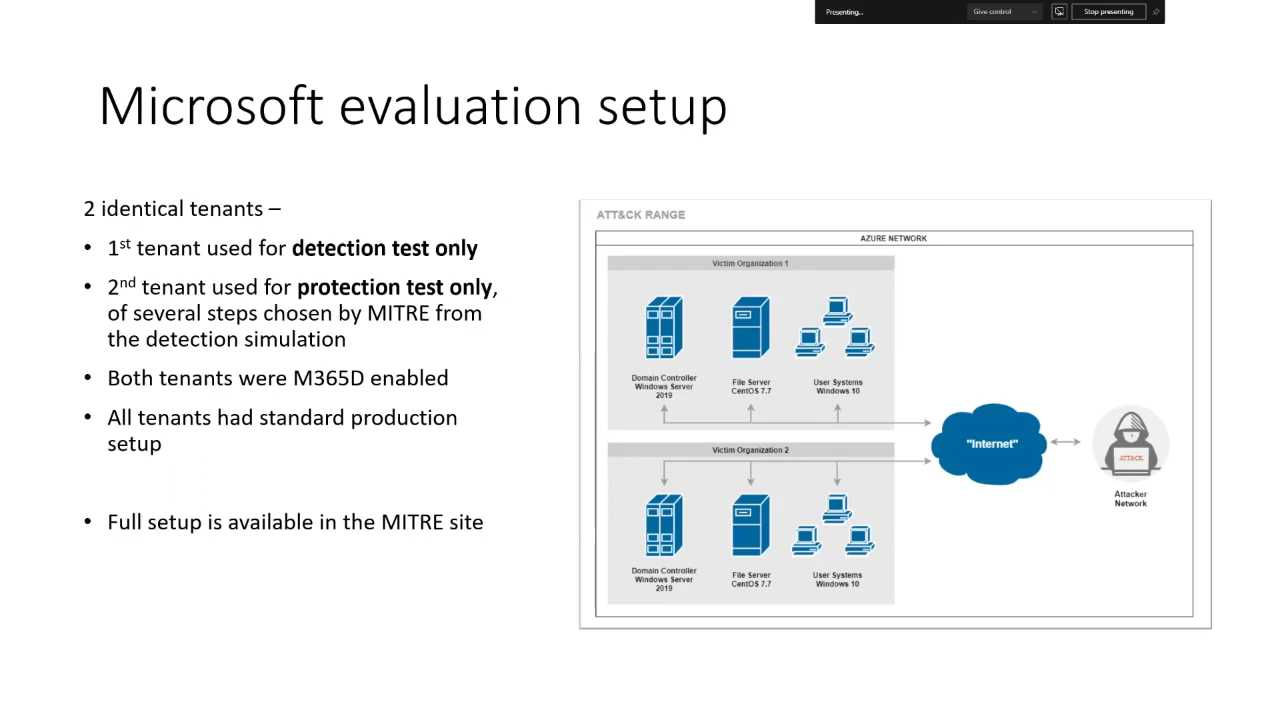 Presenting...
Give control
Stop presenting
Microsoft evaluation setup
2 identical tenants –
• 1st tenant used for detection test only
• 2nd tenant used for protection test only,
of several steps chosen by MITRE from
the detection simulation
• Both tenants were M365D enabled
• All tenants had standard production
setup
• Full setup is available in the MITRE site
ATT&CK RANGE
AZURE NETWORK
Victim Organization 1
Domain Controller
Windows Server
2019
File Server
CentOS 7.7
User Systems
Windows 10
Victim Organization 2
Domain Controller
Windows Server
2019
File Server
CentOS 7.7
User Systems
Windows 10
"Internet"
ATT&CK
Attacker
Network